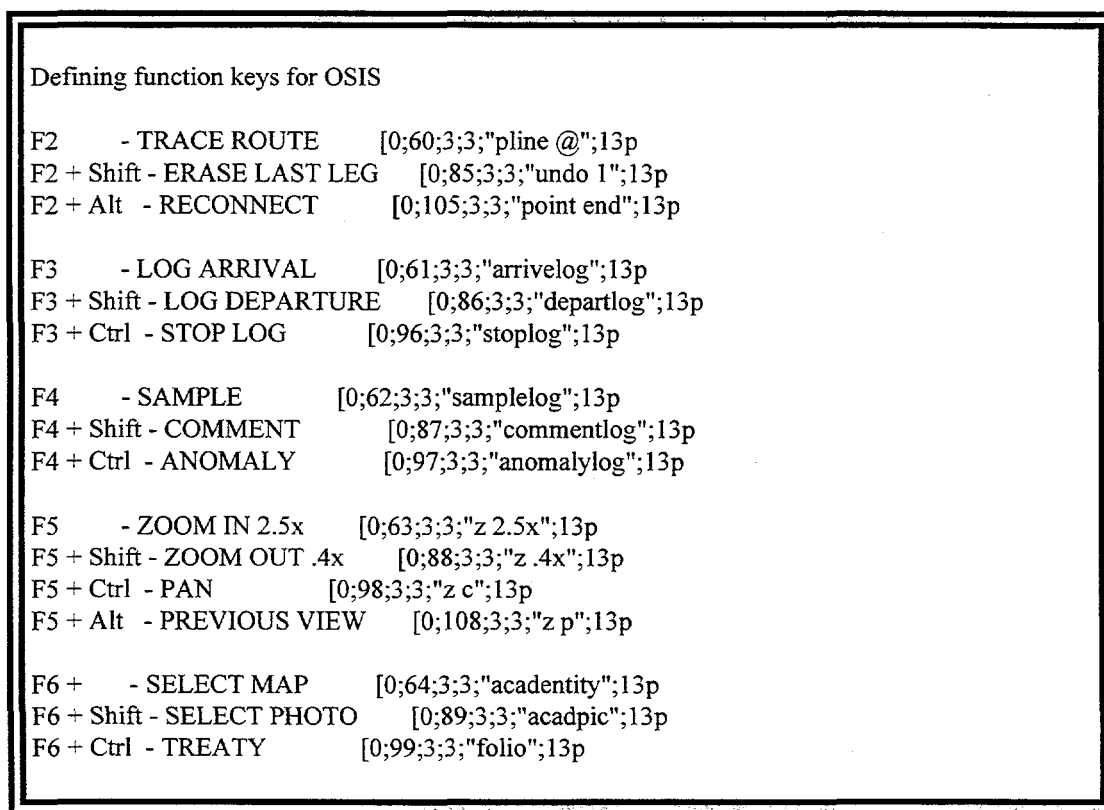 Defining function keys for OSIS
F2 - TRACE ROUTE [0;60;3;3;"pline @";13p
F2 + Shift - ERASE LAST LEG [0;85;3;3;"undo 1";13p
F2 + Alt - RECONNECT [0;105;3;3;"point end";13p
F3 - LOG ARRIVAL [0;61;3;3;"arrivelog";13p
F3 + Shift - LOG DEPARTURE [0;86;3;3;"departlog";13p
F3 + Ctrl - STOP LOG [0;96;3;3;"stoplog";13p
F4 - SAMPLE [0;62;3;3;"samplelog";13p
F4 + Shift - COMMENT [0;87;3;3;"commentlog";13p
F4 + Ctrl - ANOMALY [0;97;3;3;"anomalylog";13p
F5 - ZOOM IN 2.5x [0;63;3;3;"z 2.5x";13p
F5 + Shift - ZOOM OUT .4x [0;88;3;3;"z .4x";13p
F5 + Ctrl - PAN [0;98;3;3;"z c";13p
F5 + Alt - PREVIOUS VIEW [0;108;3;3;"z p";13p
F6 + - SELECT MAP [0;64;3;3;"acadentity";13p
F6 + Shift - SELECT PHOTO [0;89;3;3;"acadpic";13p
F6 + Ctrl - TREATY [0;99;3;3;"folio";13p